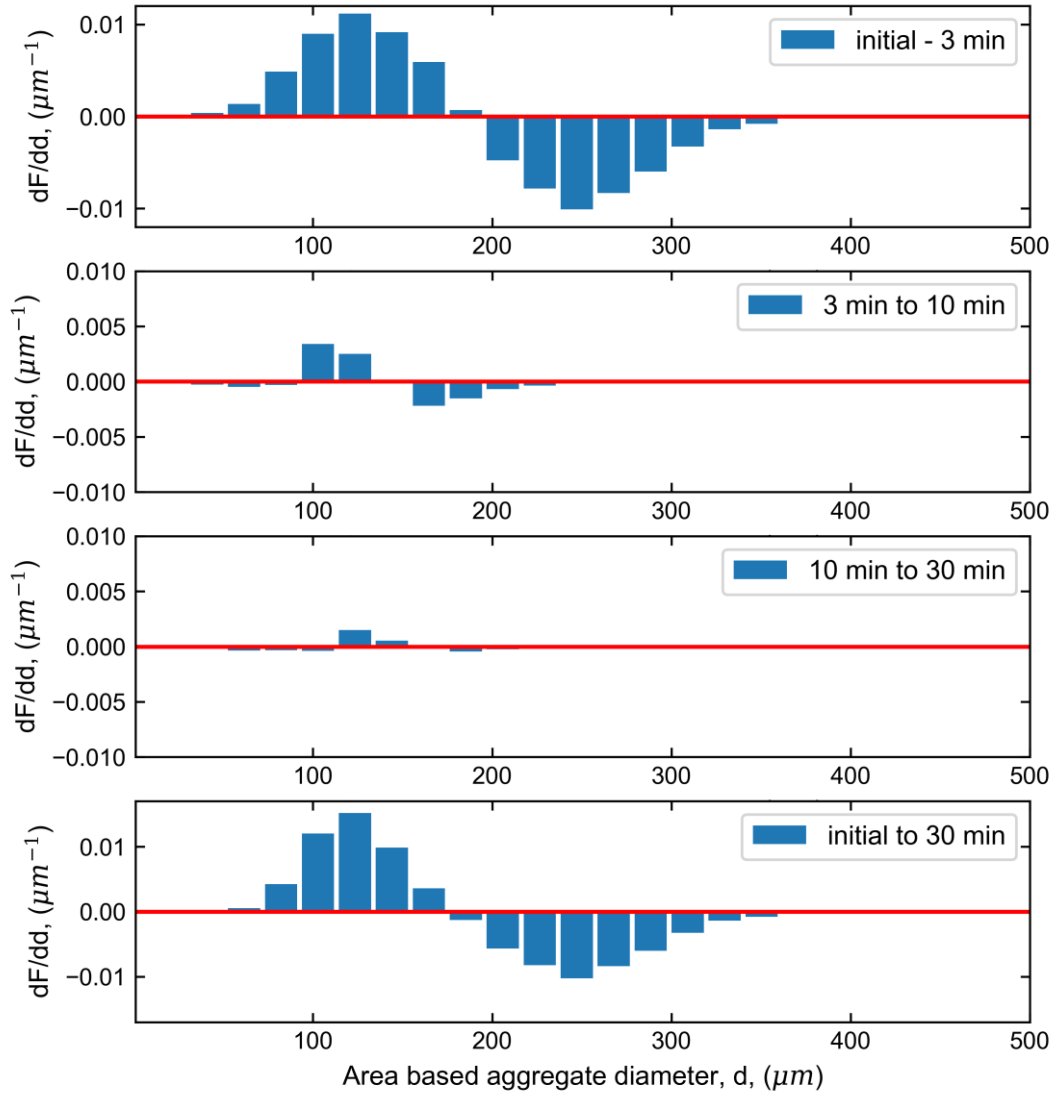 0.01
0.00
−0.01
dF/dd, (μm⁻¹)
initial - 3 min
100 200 300 400 500
0.010
0.005
0.000
−0.005
−0.010
dF/dd, (μm⁻¹)
3 min to 10 min
100 200 300 400 500
0.010
0.005
0.000
−0.005
−0.010
dF/dd, (μm⁻¹)
10 min to 30 min
100 200 300 400 500
0.01
0.00
−0.01
dF/dd, (μm⁻¹)
initial to 30 min
100 200 300 400 500
Area based aggregate diameter, d, (μm)